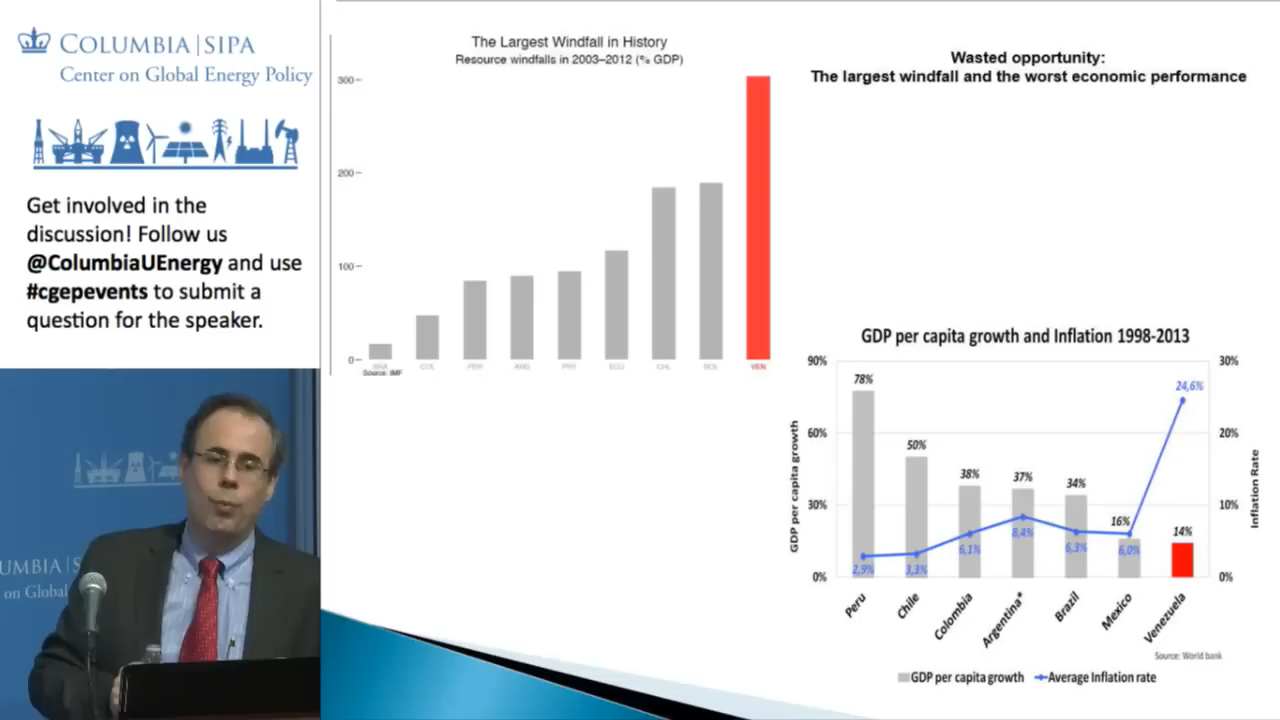 COLUMBIA | SIPA
Center on Global Energy Policy
Get involved in the
discussion! Follow us
@ColumbiaUEnergy and use
#cgepevents to submit a
question for the speaker.
UMBIA | S
on Global
The Largest Windfall in History
Resource windfalls in 2003–2012 (% GDP)
300
200
100
0
BRA COL PER ARG PRY ECU CHL BOL VEN
Source: IMF
Wasted opportunity:
The largest windfall and the worst economic performance
GDP per capita growth and Inflation 1998-2013
90% 30%
78% 24,6%
60% 20%
50%
38% 37% 34%
30% 10%
16% 14%
2,9% 3,3% 6,1% 8,4% 6,3% 6,0%
0% 0%
GDP per capita growth
Inflation Rate
Peru Chile Colombia Argentina* Brazil Mexico Venezuela
Source: World bank
GDP per capita growth Average Inflation rate